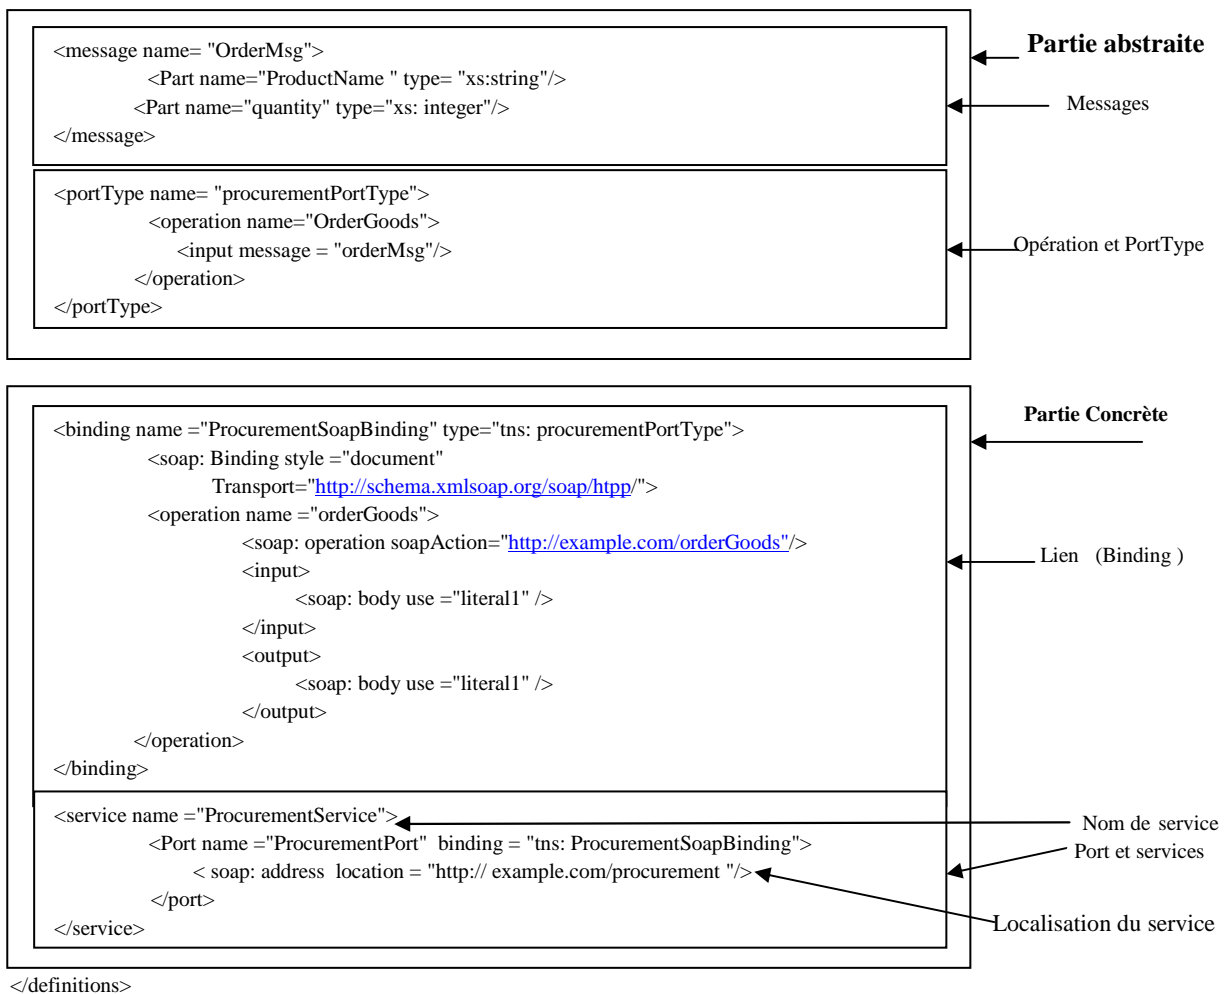 <message name= "OrderMsg">
<Part name="ProductName " type= "xs:string"/>
<Part name="quantity" type="xs: integer"/>
</message>
Partie abstraite
Messages
<portType name= "procurementPortType">
<operation name="OrderGoods">
<input message = "orderMsg"/>
</operation>
</portType>
Opération et PortType
Partie Concrète
<binding name ="ProcurementSoapBinding" type="tns: procurementPortType">
<soap: Binding style ="document"
Transport="http://schema.xmlsoap.org/soap/htpp/">
<operation name ="orderGoods">
<soap: operation soapAction="http://example.com/orderGoods"/>
<input>
<soap: body use ="literal1" />
</input>
<output>
<soap: body use ="literal1" />
</output>
</operation>
</binding>
Lien (Binding )
<service name ="ProcurementService">
<Port name ="ProcurementPort" binding = "tns: ProcurementSoapBinding">
< soap: address location = "http:// example.com/procurement "/>
</port>
</service>
Nom de service
Port et services
Localisation du service
</definitions>